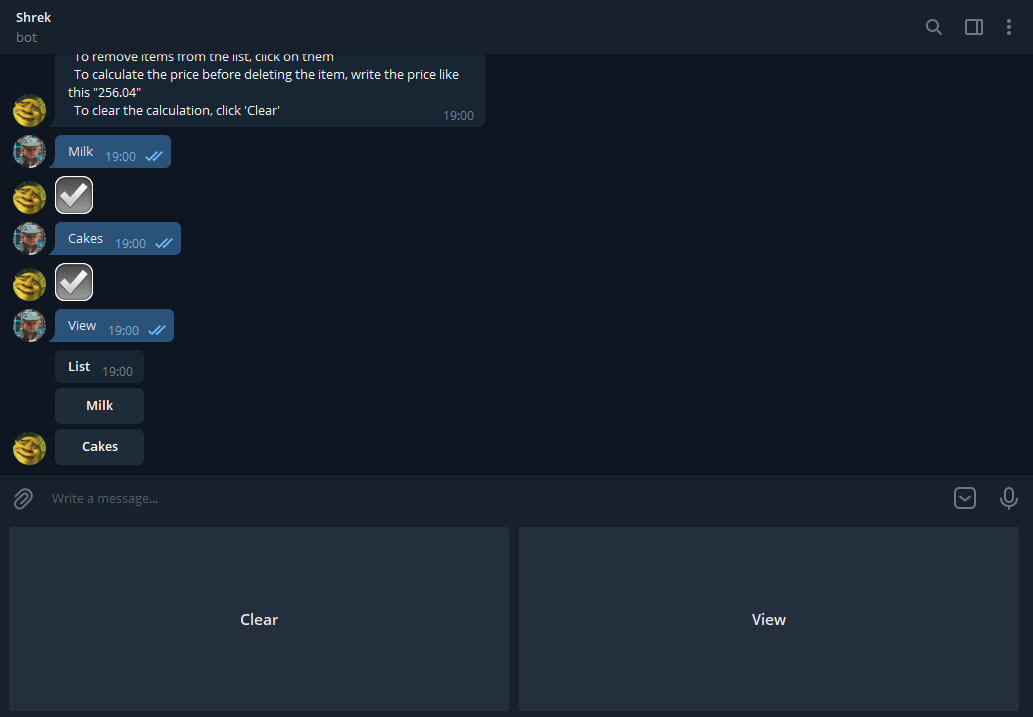 Shrek
bot
To remove items from the list, click on them
To calculate the price before deleting the item, write the price like
this "256.04"
To clear the calculation, click 'Clear'
19:00
Milk 19:00
Cakes 19:00
View 19:00
List 19:00
Milk
Cakes
Write a message...
Clear View